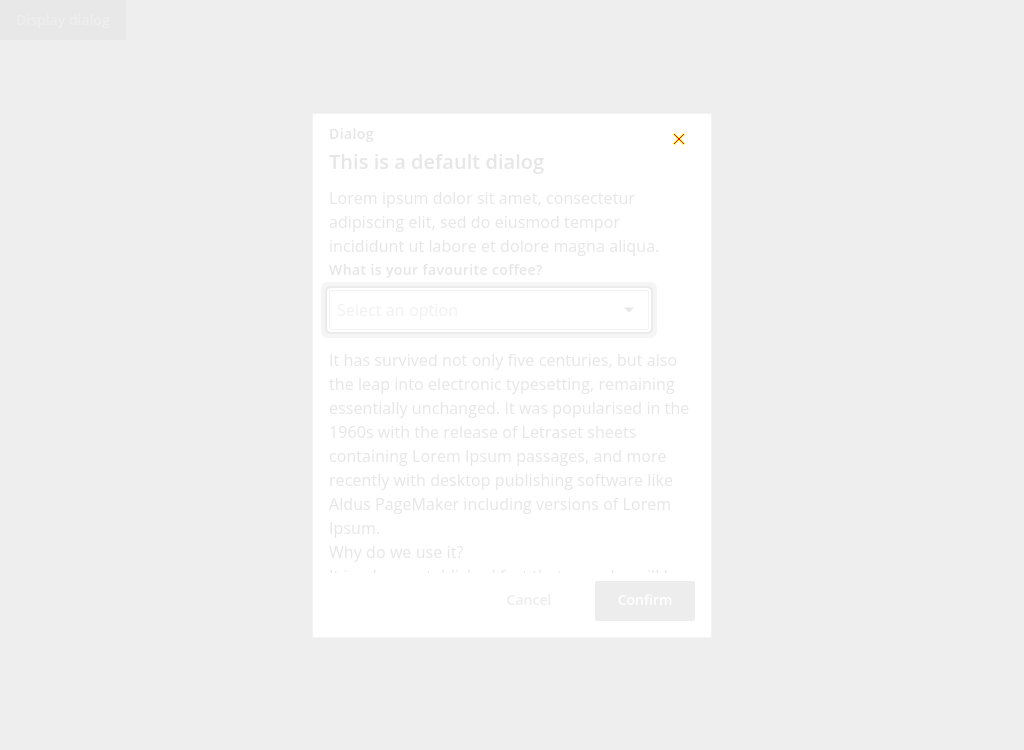 Display dialog
Dialog
This is a default dialog
Lorem ipsum dolor sit amet, consectetur
adipiscing elit, sed do eiusmod tempor
incididunt ut labore et dolore magna aliqua.
What is your favourite coffee?
Select an option
It has survived not only five centuries, but also
the leap into electronic typesetting, remaining
essentially unchanged. It was popularised in the
1960s with the release of Letraset sheets
containing Lorem Ipsum passages, and more
recently with desktop publishing software like
Aldus PageMaker including versions of Lorem
Ipsum.
Why do we use it?
Cancel
Confirm